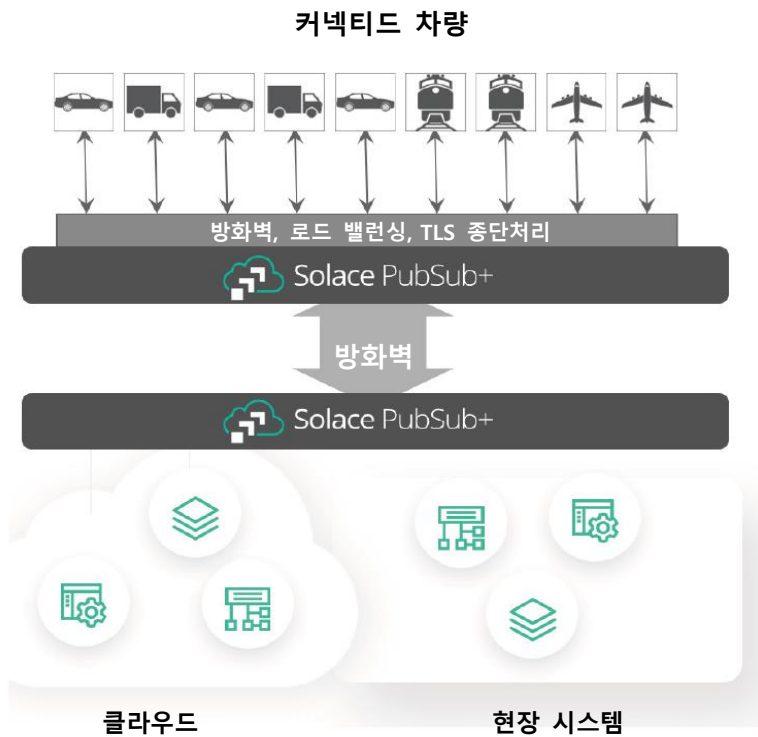 커넥티드 차량
방화벽, 로드 밸런싱, TLS 종단처리
Solace PubSub+
방화벽
Solace PubSub+
클라우드
현장 시스템